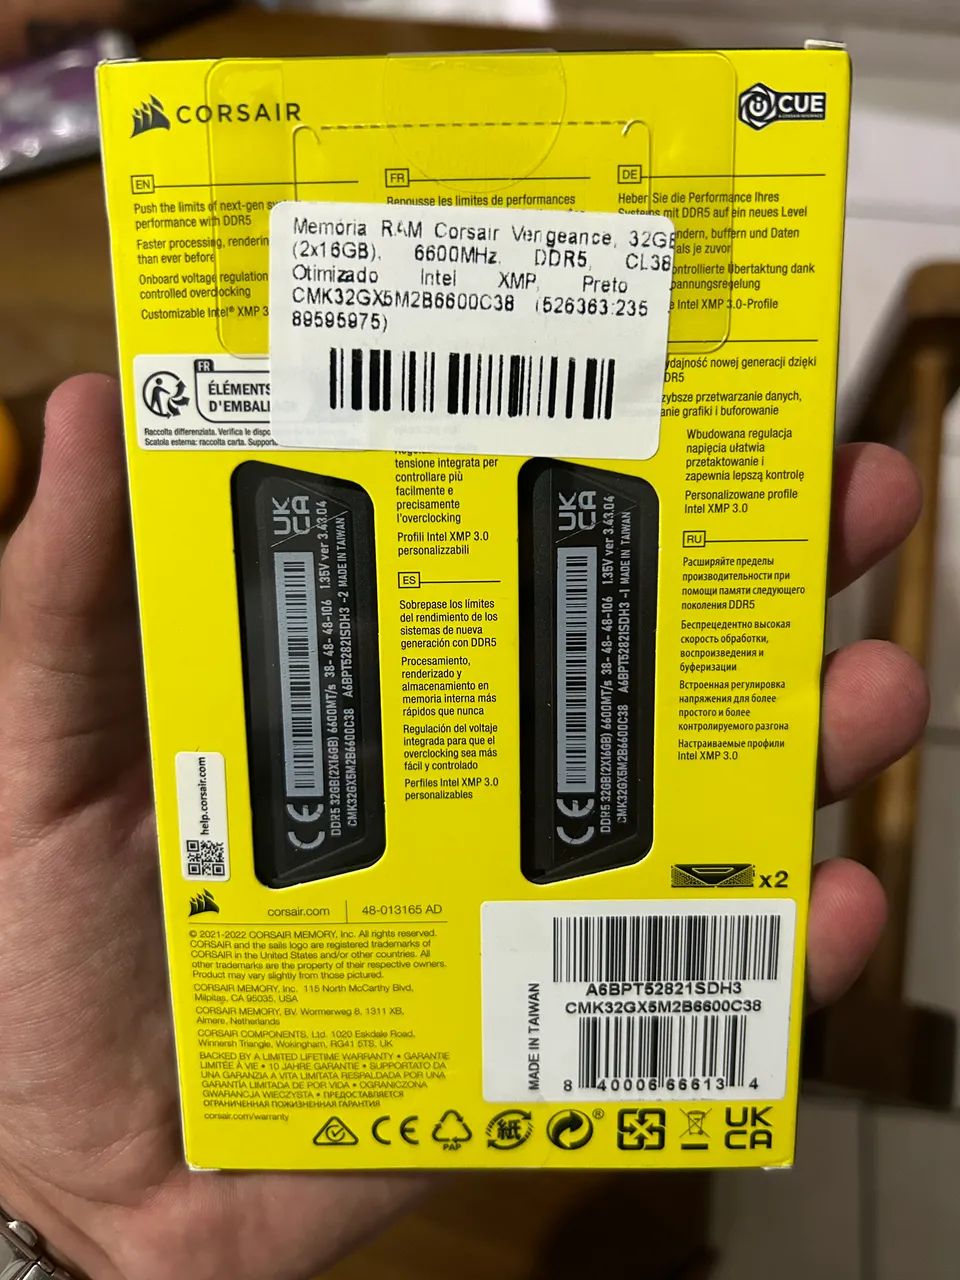 CORSAIR
iCUE
A CORSAIR INTERFACE
EN
Push the limits of next-gen
performance with DDR5
Faster processing,
than ever before
Onboard voltage regulation
controlled overclocking
Customizable Intel® XMP 3
FR
Repousse les limites de performances
DE
Heber Sie die Performance Ihres
Systems mit DDR5 auf ein neues Level
buffern und Daten
als je zuvor
kontrollierte Übertaktung dank
Intel XMP 3.0-Profile
Memória RAM Corsair Vengeance, 32GB
(2x16GB), 6600MHz, DDR5, CL38,
Otimizado Intel XMP, Preto
CMK32GX5M2B6600C38 (526363:235
89595975)
FR
ÉLÉMENTS
D'EMBALL
Raccolta differenziata. Verifica le dispo
Scatola esterna: raccolta carta.
nowej generacji dzięki
DDR5
przetwarzanie danych,
grafiki i buforowanie
Wbudowana regulacja
napięcia ułatwia
przetaktowanie i
zapewnia lepszą kontrolę
Personalizowane profile
Intel XMP 3.0
tensione integrata per
controllare più
facilmente e
precisamente
l'overclocking
Profili Intel XMP 3.0
personalizzabili
ES
Sobrepase los límites
del rendimiento de los
sistemas de nueva
generación con DDR5
Procesamiento,
renderizado y
almacenamiento en
memoria interna más
rápidos que nunca
Regulación del voltaje
integrada para que el
overclocking sea más
fácil y controlado
Perfiles Intel XMP 3.0
personalizables
RU
Расширяйте пределы
производительности при
помощи памяти следующего
поколения DDR5
Беспрецедентно высокая
скорость обработки,
воспроизведения и
буферизации
Встроенная регулировка
напряжения для более
простого и более
контролируемого разгона
Настраиваемые профили
Intel XMP 3.0
UK
CA
CE
DDR5 32GB(2X16GB) 6600MT/s 38-48-48-106 1.35V ver 3.43.04
CMK32GX5M2B6600C38 A6BPT52821SDH3 -2 MADE IN TAIWAN
UK
CA
CE
DDR5 32GB(2X16GB) 6600MT/s 38-48-48-106 1.35V ver 3.43.04
CMK32GX5M2B6600C38 A6BPT52821SDH3 -1 MADE IN TAIWAN
help.corsair.com
x2
corsair.com
48-013165 AD
© 2021-2022 CORSAIR MEMORY, Inc. All rights reserved.
CORSAIR and the sails logo are registered trademarks of
CORSAIR in the United States and/or other countries. All
other trademarks are the property of their respective owners.
Product may vary slightly from those pictured.
CORSAIR MEMORY, Inc. 115 North McCarthy Blvd,
Milpitas, CA 95035, USA
CORSAIR MEMORY, BV. Wormerweg 8, 1311 XB,
Almere, Netherlands
CORSAIR COMPONENTS, Ltd. 1020 Eskdale Road,
Winnersh Triangle, Wokingham, RG41 5TS, UK
BACKED BY A LIMITED LIFETIME WARRANTY • GARANTIE
LIMITÉE À VIE • 10 JAHRE GARANTIE • SUPPORTATO DA
UNA GARANZIA A VITA LIMITATA RESPALDADA POR UNA
GARANTÍA LIMITADA DE POR VIDA • OGRANICZONA
GWARANCJA WIECZYSTA • ПРЕДОСТАВЛЯЕТСЯ
ОГРАНИЧЕННАЯ ПОЖИЗНЕННАЯ ГАРАНТИЯ
corsair.com/warranty
MADE IN TAIWAN
A6BPT52821SDH3
CMK32GX5M2B6600C38
8 40006 66613 4
CE
PAP
紙
®
UK
CA